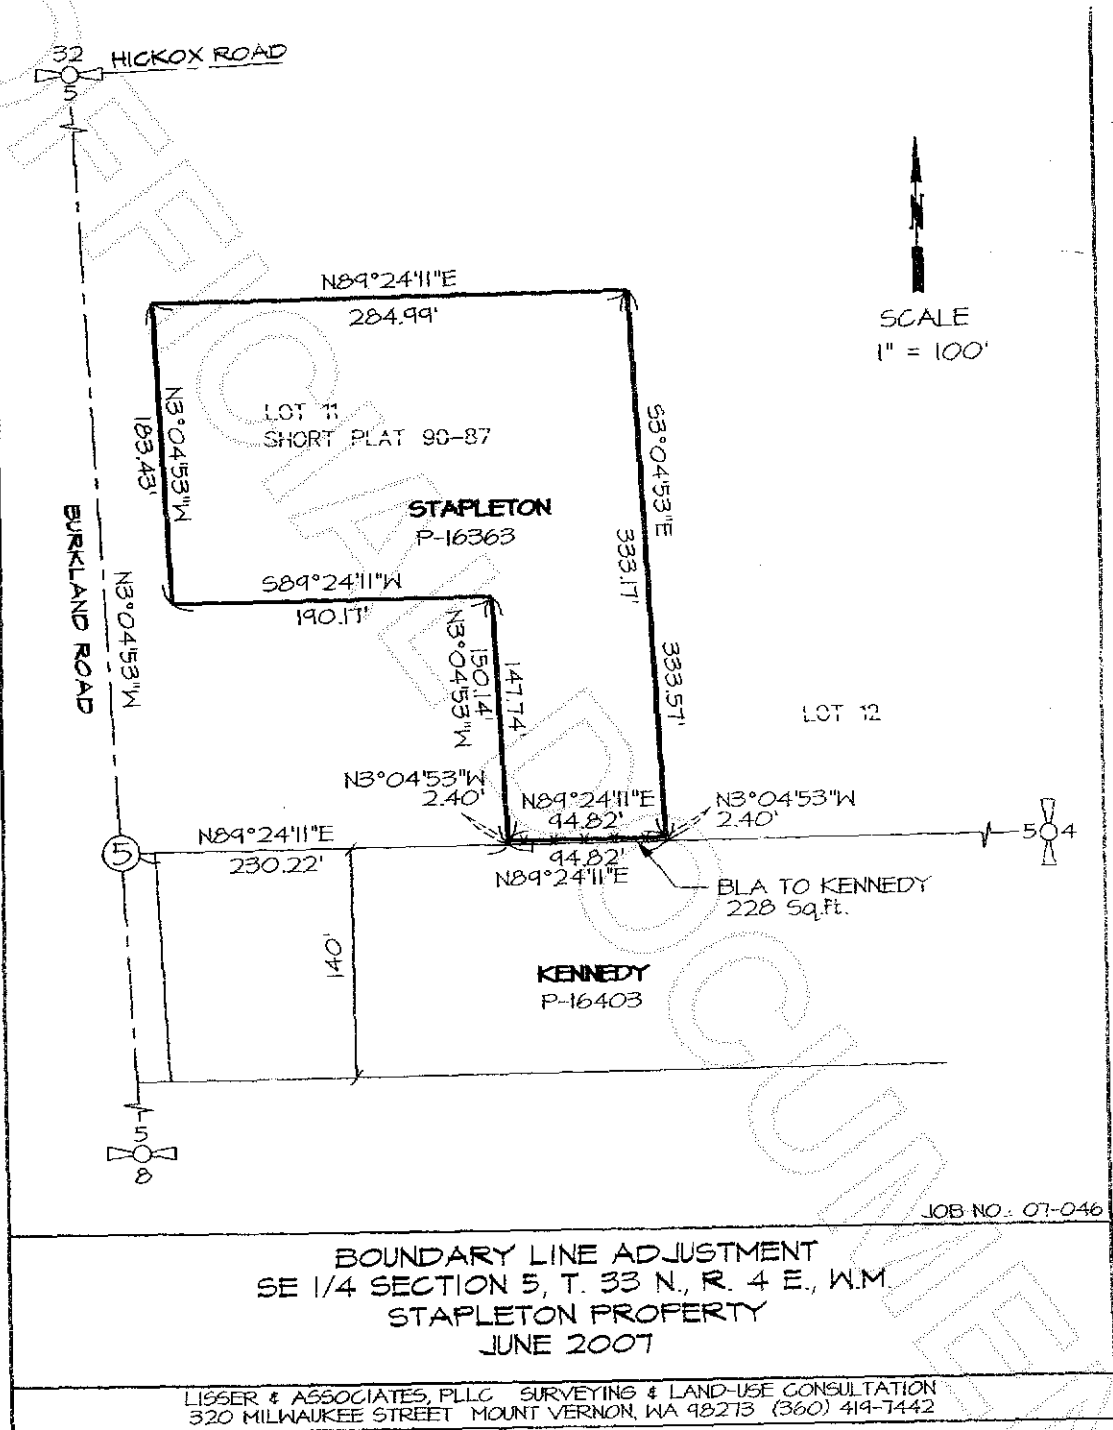 32
HICKOX ROAD
5
N
SCALE
1" = 100'
N89°24'11"E
284.99'
LOT 11
SHORT PLAT 90-87
N3°04'53"W
183.43'
S3°04'53"E
333.17'
333.57'
STAPLETON
P-16363
S89°24'11"W
190.17'
BURKLAND ROAD
N3°04'53"W
N3°04'53"W
150.14'
147.74'
LOT 12
N3°04'53"W
2.40'
N89°24'11"E
94.82'
N3°04'53"W
2.40'
5
N89°24'11"E
230.22'
94.82'
N89°24'11"E
5 4
BLA TO KENNEDY
228 Sq.Ft.
140'
KENNEDY
P-16403
5
8
JOB NO.: 07-046
BOUNDARY LINE ADJUSTMENT
SE 1/4 SECTION 5, T. 33 N., R. 4 E., W.M.
STAPLETON PROPERTY
JUNE 2007
LISSER & ASSOCIATES, PLLC SURVEYING & LAND-USE CONSULTATION
320 MILWAUKEE STREET MOUNT VERNON, WA 98273 (360) 419-7442